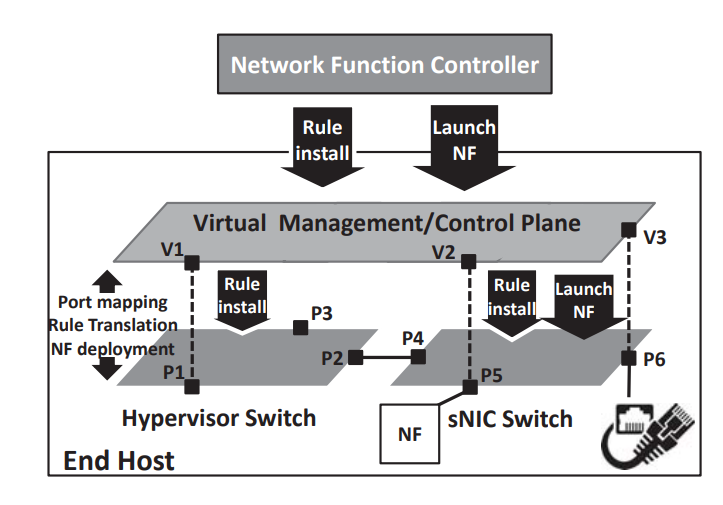 Network Function Controller
Rule
install
Launch
NF
Virtual Management/Control Plane
V1
V2
V3
Port mapping
Rule Translation
NF deployment
Rule
install
Rule
install
Launch
NF
P3
P2
P4
P1
P5
P6
Hypervisor Switch
NF
sNIC Switch
End Host